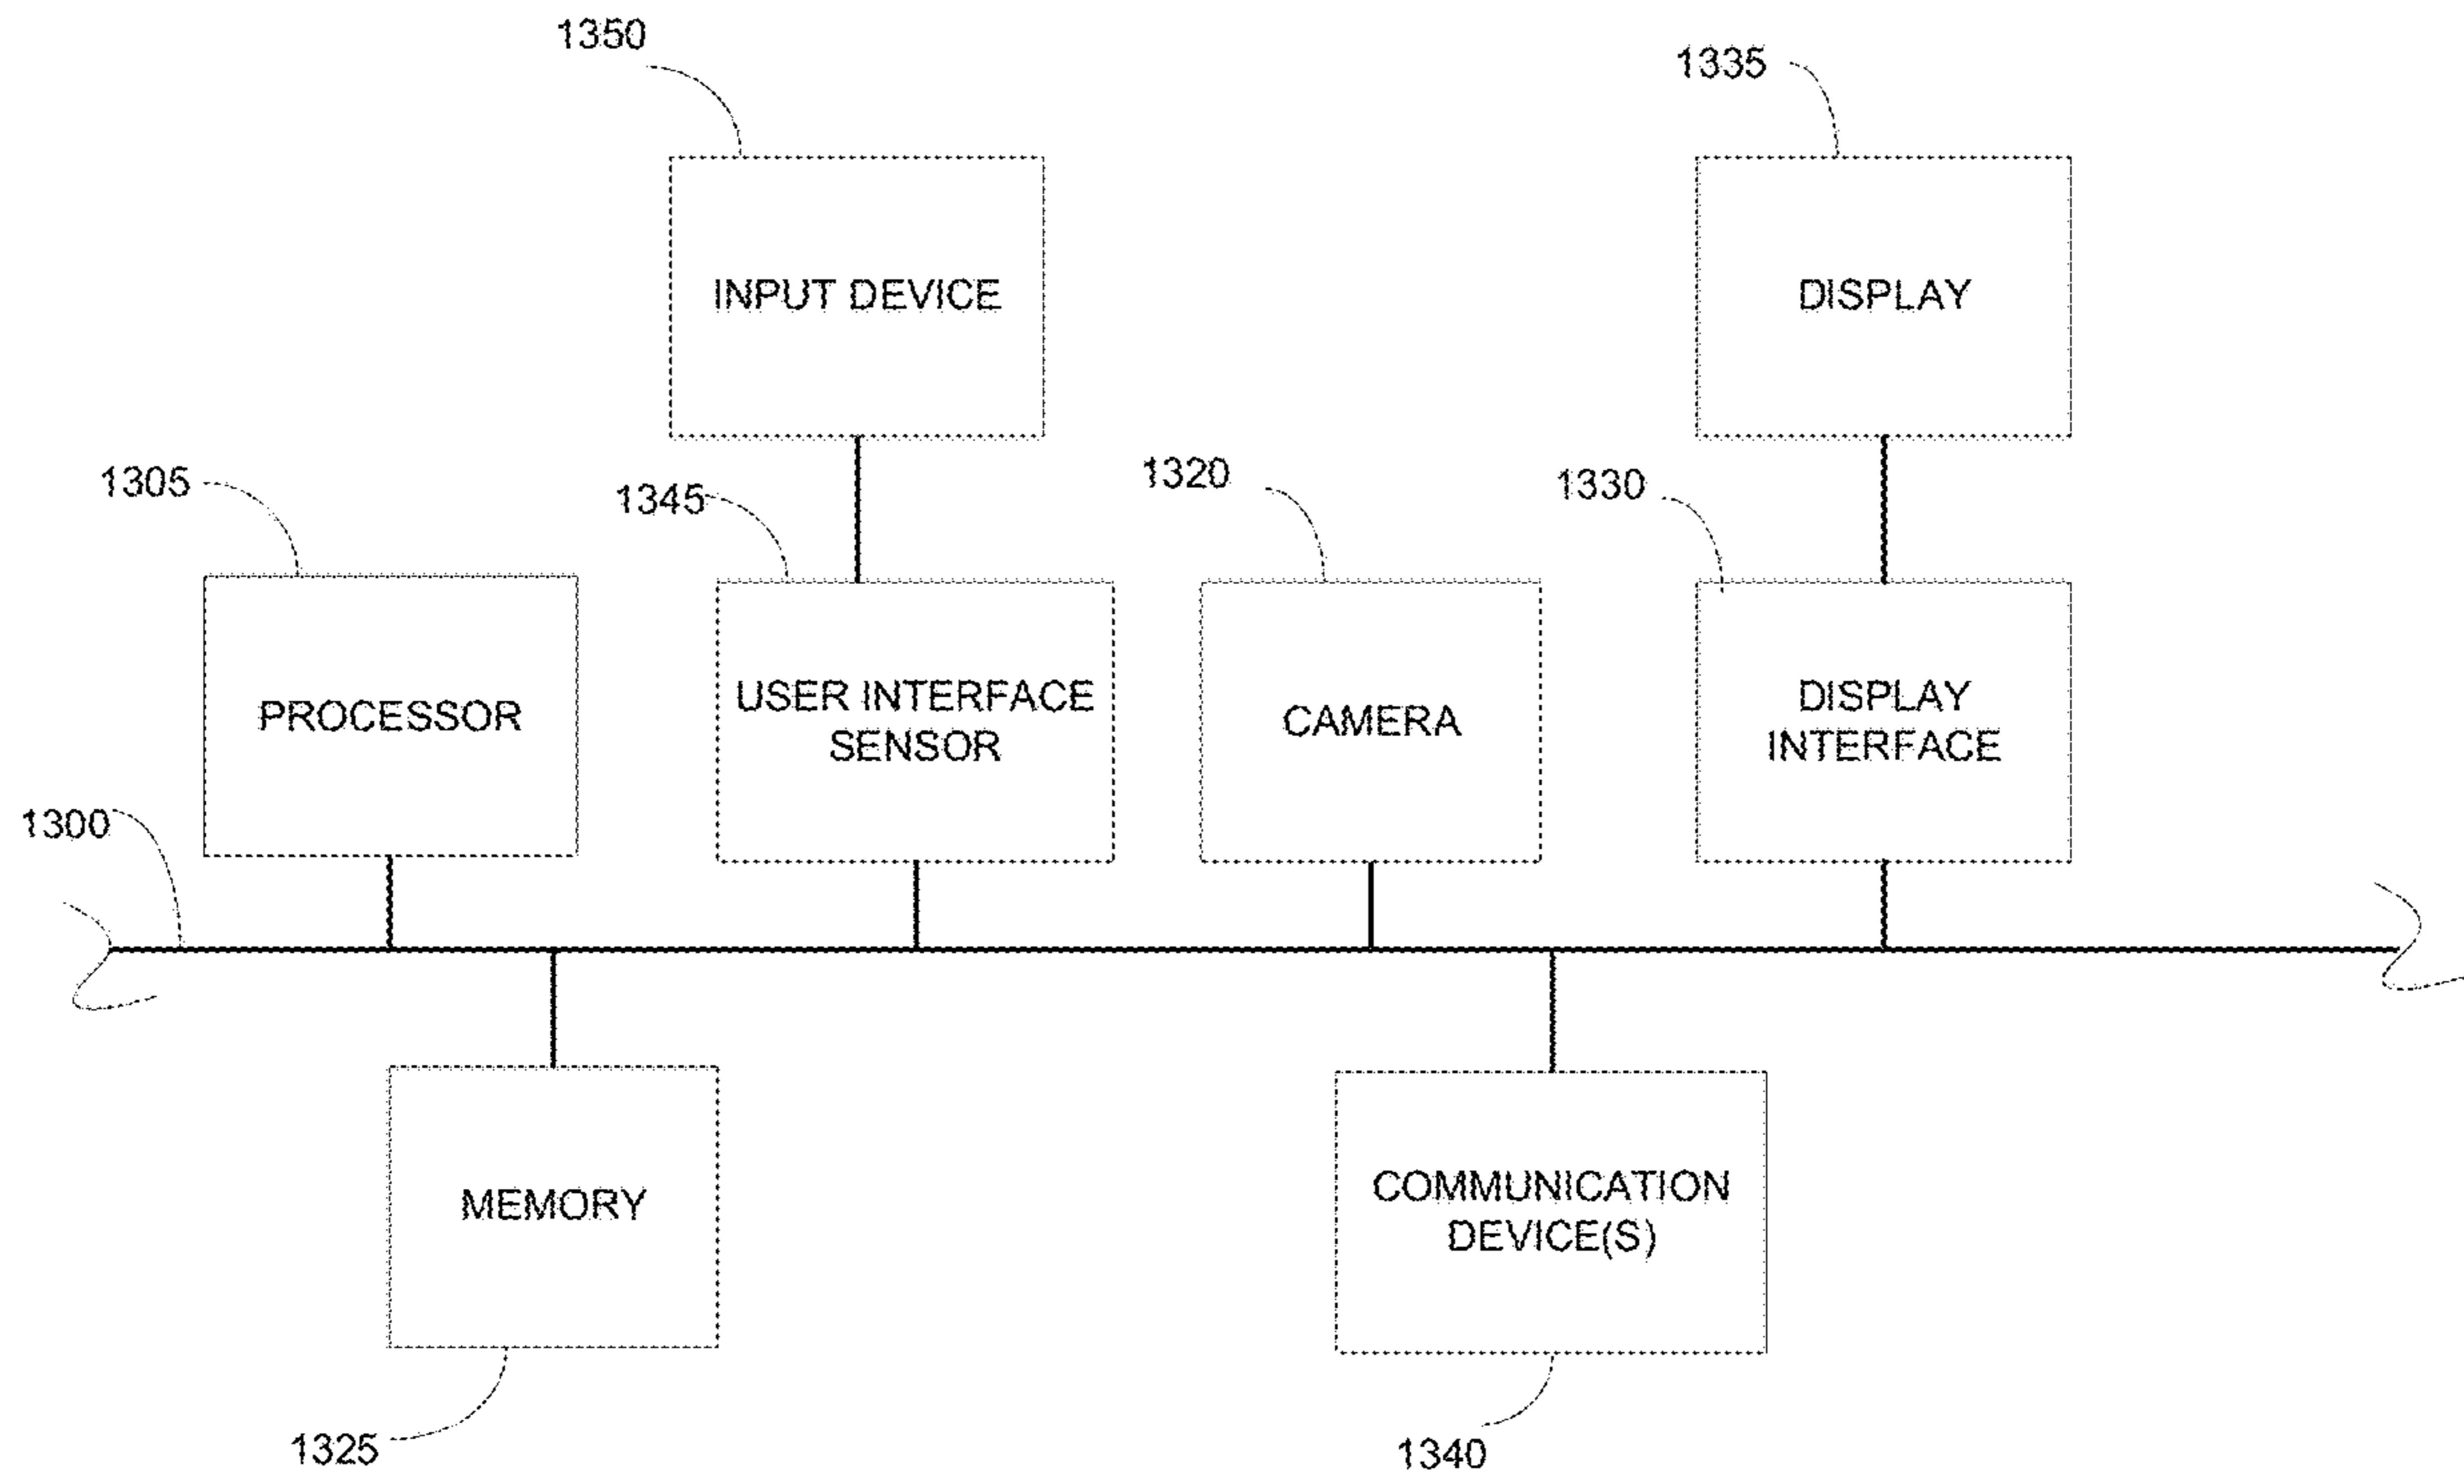 1350
1335
INPUT DEVICE
DISPLAY
1305
1345
1320
1330
PROCESSOR
USER INTERFACE
SENSOR
CAMERA
DISPLAY
INTERFACE
1300
MEMORY
COMMUNICATION
DEVICE(S)
1325
1340